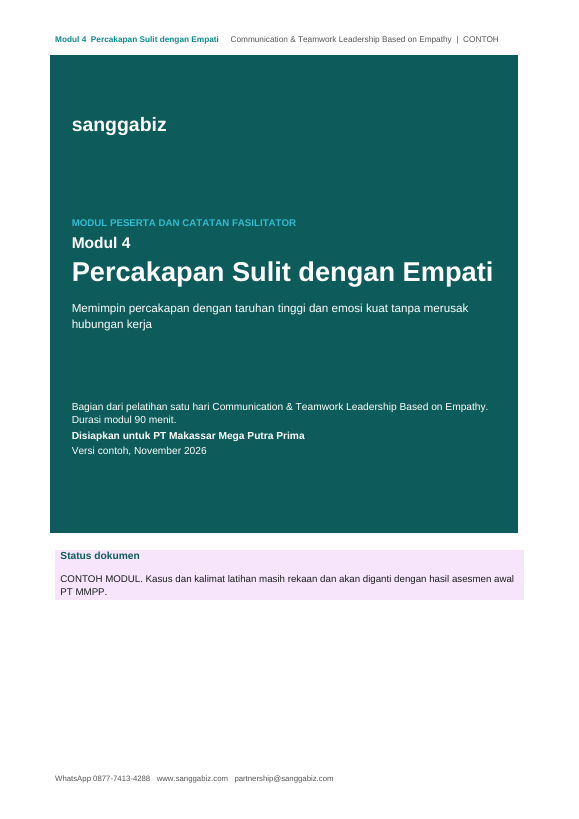 Modul 4  Percakapan Sulit dengan Empati     Communication & Teamwork Leadership Based on Empathy  |  CONTOH
sanggabiz
MODUL PESERTA DAN CATATAN FASILITATOR
Modul 4
Percakapan Sulit dengan Empati
Memimpin percakapan dengan taruhan tinggi dan emosi kuat tanpa merusak
hubungan kerja
Bagian dari pelatihan satu hari Communication & Teamwork Leadership Based on Empathy.
Durasi modul 90 menit.
Disiapkan untuk PT Makassar Mega Putra Prima
Versi contoh, November 2026
Status dokumen
CONTOH MODUL. Kasus dan kalimat latihan masih rekaan dan akan diganti dengan hasil asesmen awal
PT MMPP.
WhatsApp 0877-7413-4288   www.sanggabiz.com   partnership@sanggabiz.com